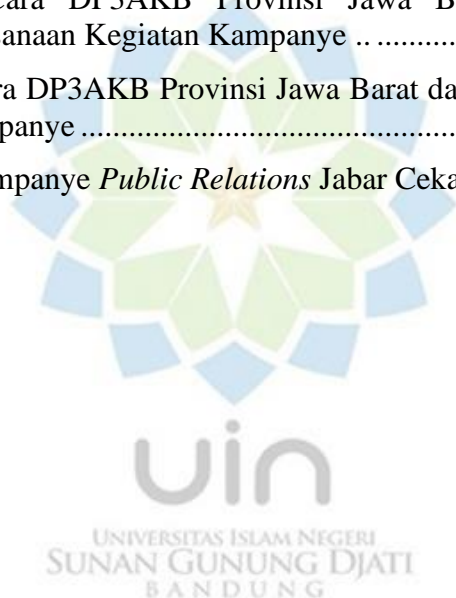 Cara DP3AKB Provinsi Jawa B
anaan Kegiatan Kampanye .. ..........
ra DP3AKB Provinsi Jawa Barat da
panye .............................................
mpanye Public Relations Jabar Ceka
uin
UNIVERSITAS ISLAM NEGERI
SUNAN GUNUNG DJATI
BANDUNG